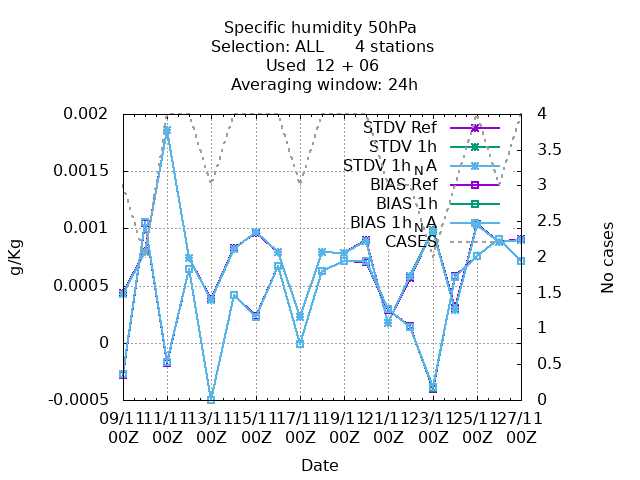 Specific humidity 50hPa
Selection: ALL 4 stations
Used 12 + 06
Averaging window: 24h
g/Kg
No cases
0.002
0.0015
0.001
0.0005
0
-0.0005
4
3.5
3
2.5
2
1.5
1
0.5
0
STDV Ref
STDV 1h
STDV 1h_NA
BIAS Ref
BIAS 1h
BIAS 1h_NA
CASES
09/11 11/11 13/11 15/11 17/11 19/11 21/11 23/11 25/11 27/11
00Z 00Z 00Z 00Z 00Z 00Z 00Z 00Z 00Z 00Z
Date